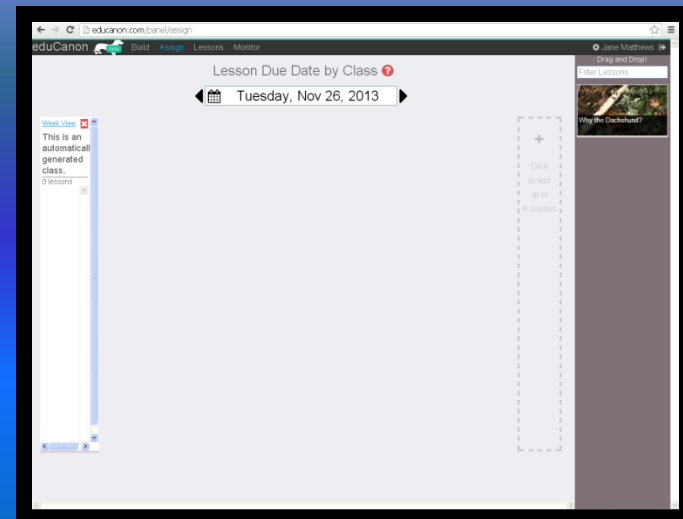 educanon.com/panel/assign
eduCanon beta Build Assign Lessons Monitor Jane Matthews
Drag and Drop!
Lesson Due Date by Class ?
Filter Lessons
Tuesday, Nov 26, 2013
Why the Dachshund?
Week View
This is an
automaticall
generated
class.
0 lessons
+
Click
to add
up to
8 classes